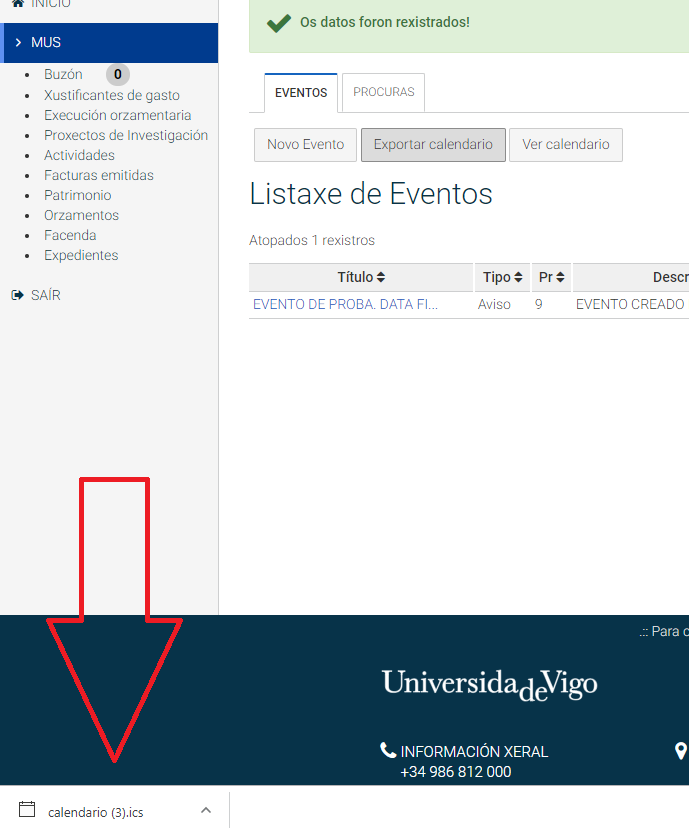 INICIO
MUS
Buzón 0
Xustificantes de gasto
Execución orzamentaria
Proxectos de Investigación
Actividades
Facturas emitidas
Patrimonio
Orzamentos
Facenda
Expedientes
SAÍR
Os datos foron rexistrados!
EVENTOS PROCURAS
Novo Evento Exportar calendario Ver calendario
Listaxe de Eventos
Atopados 1 rexistros
Título Tipo Pr Descr
EVENTO DE PROBA. DATA FI... Aviso 9 EVENTO CREADO
.:: Para c
UniversidadeVigo
INFORMACIÓN XERAL
+34 986 812 000
calendario (3).ics